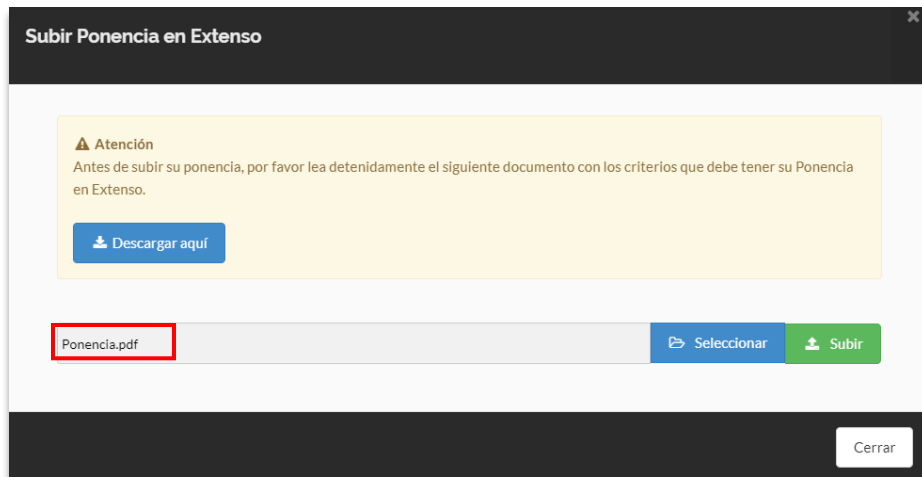 Subir Ponencia en Extenso
Atención
Antes de subir su ponencia, por favor lea detenidamente el siguiente documento con los criterios que debe tener su Ponencia
en Extenso.
Descargar aquí
Ponencia.pdf
Seleccionar
Subir
Cerrar